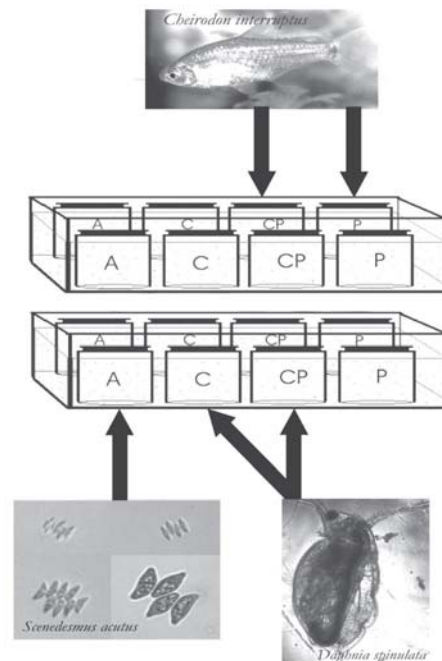 Cheirodon interruptus
A C CP P
A C CP P
A C CP P
A C CP P
Scenedesmus acutus
Daphnia spinulata